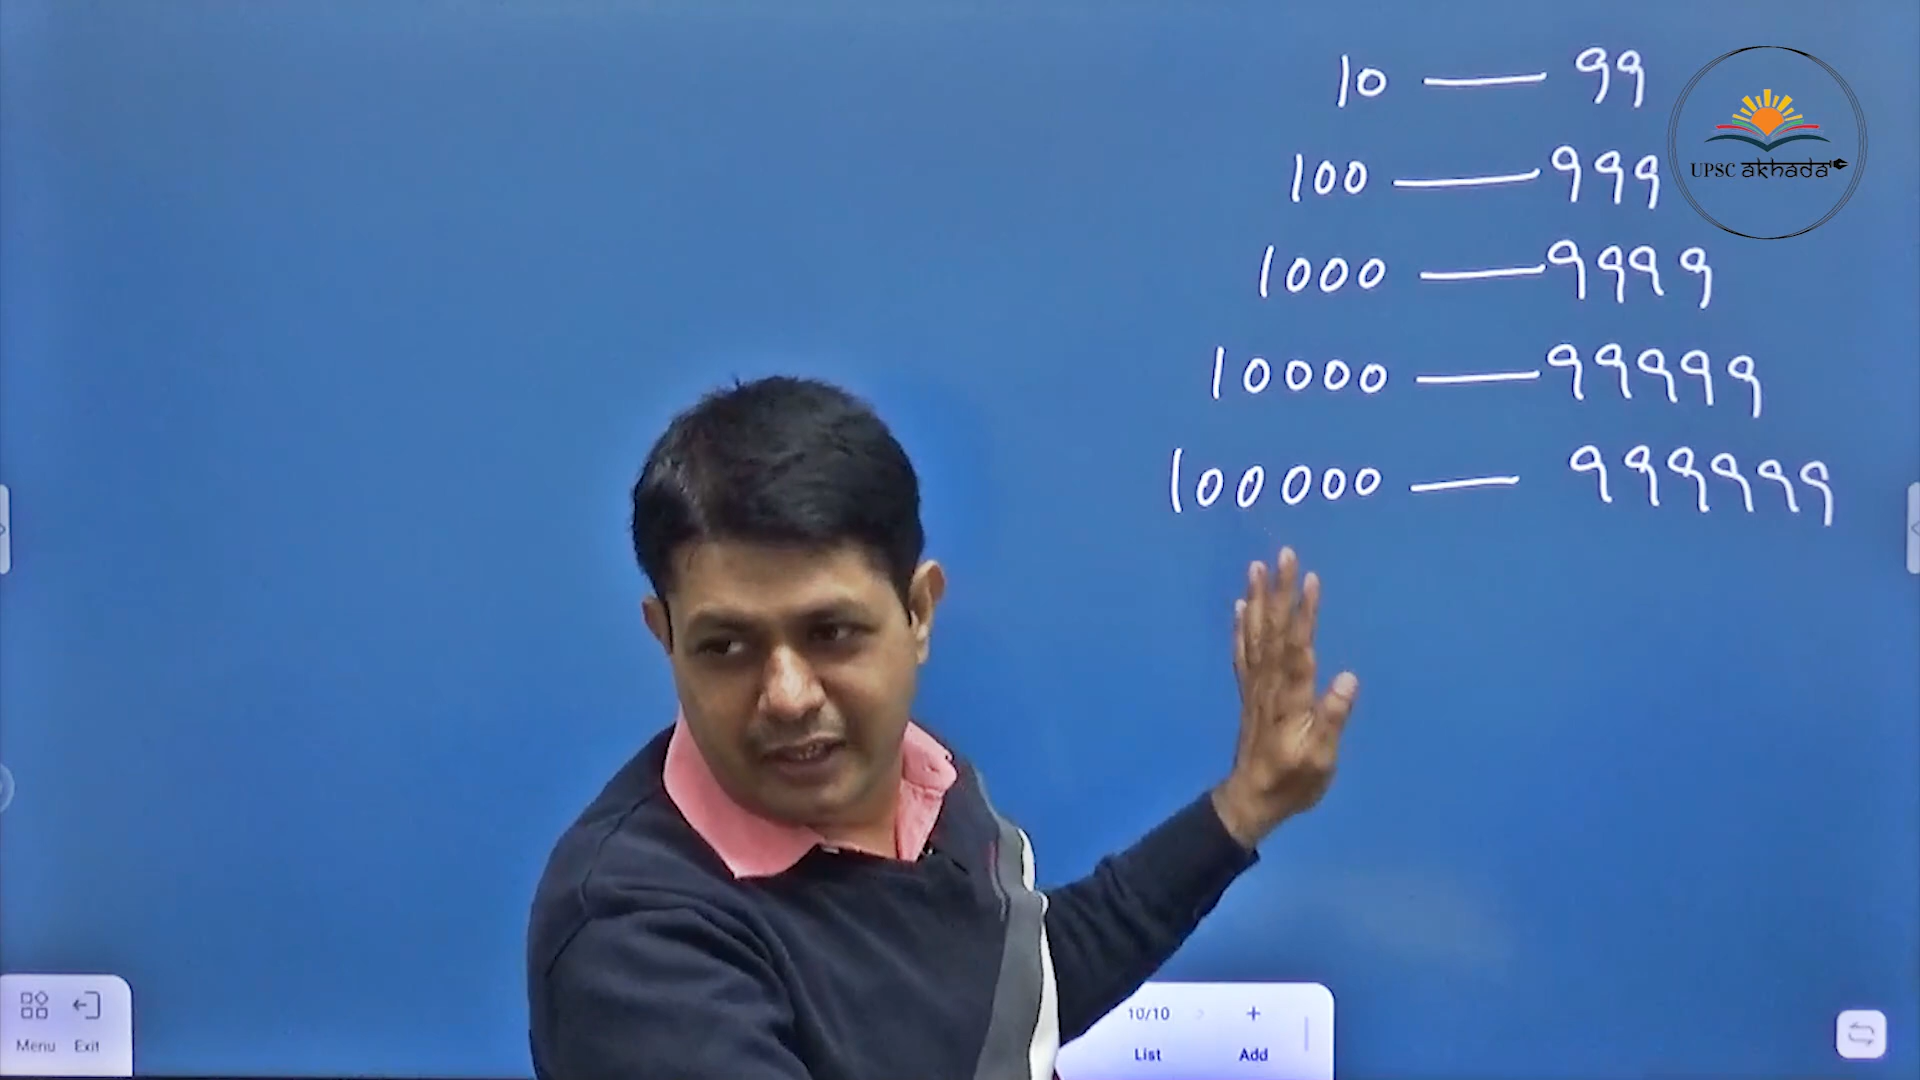 10 — 99
100 — 999
1000 — 9999
10000 — 99999
100000 — 999999
UPSC akhada
Menu Exit
10/10
List Add